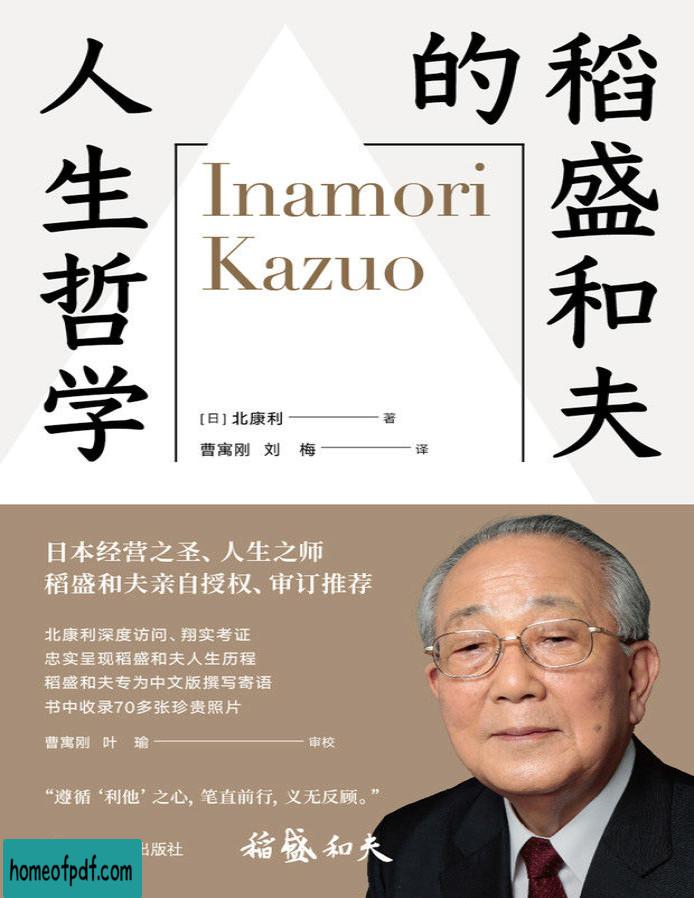 稻盛和夫
的
人生哲学
Inamori
Kazuo
[日] 北康利 著
曹寓刚 刘 梅 译
日本经营之圣、人生之师
稻盛和夫亲自授权、审订推荐
北康利深度访问、翔实考证
忠实呈现稻盛和夫人生历程
稻盛和夫专为中文版撰写寄语
书中收录70多张珍贵照片
曹寓刚 叶 瑜 审校
“遵循‘利他’之心, 笔直前行, 义无反顾。”
出版社
稻盛和夫
homeofpdf.com